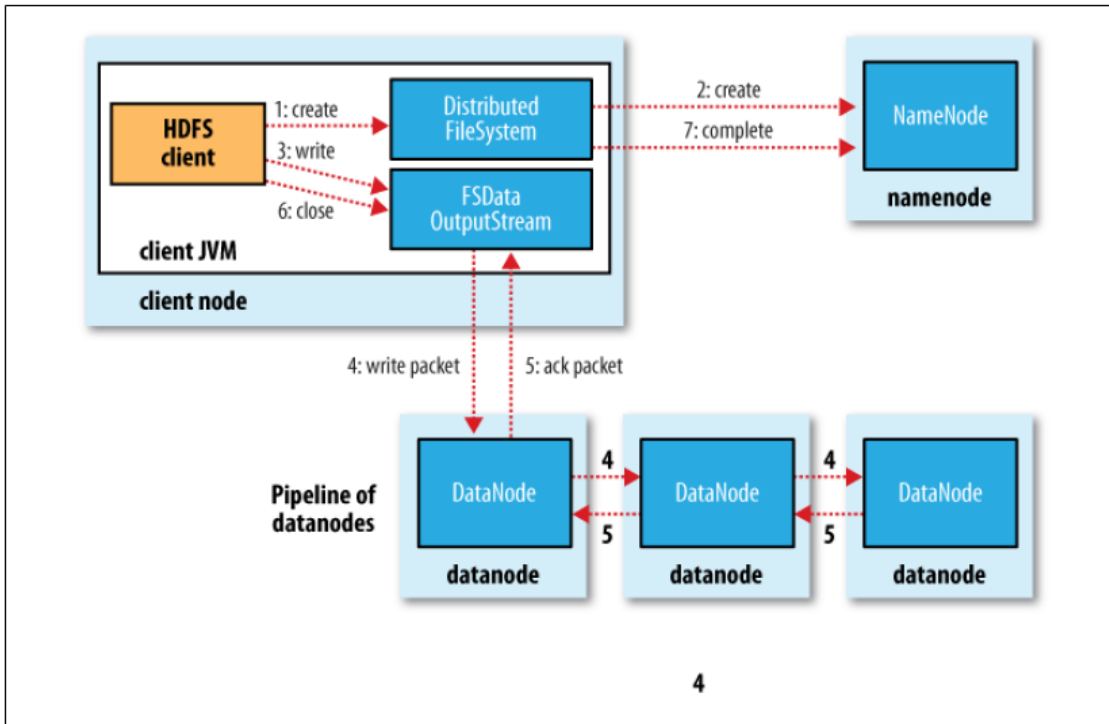 1: create
Distributed
FileSystem
2: create
7: complete
NameNode
namenode
HDFS
client
3: write
6: close
FSData
OutputStream
client JVM
client node
4: write packet
5: ack packet
Pipeline of
datanodes
DataNode
4
5
DataNode
4
5
DataNode
datanode
datanode
datanode
4